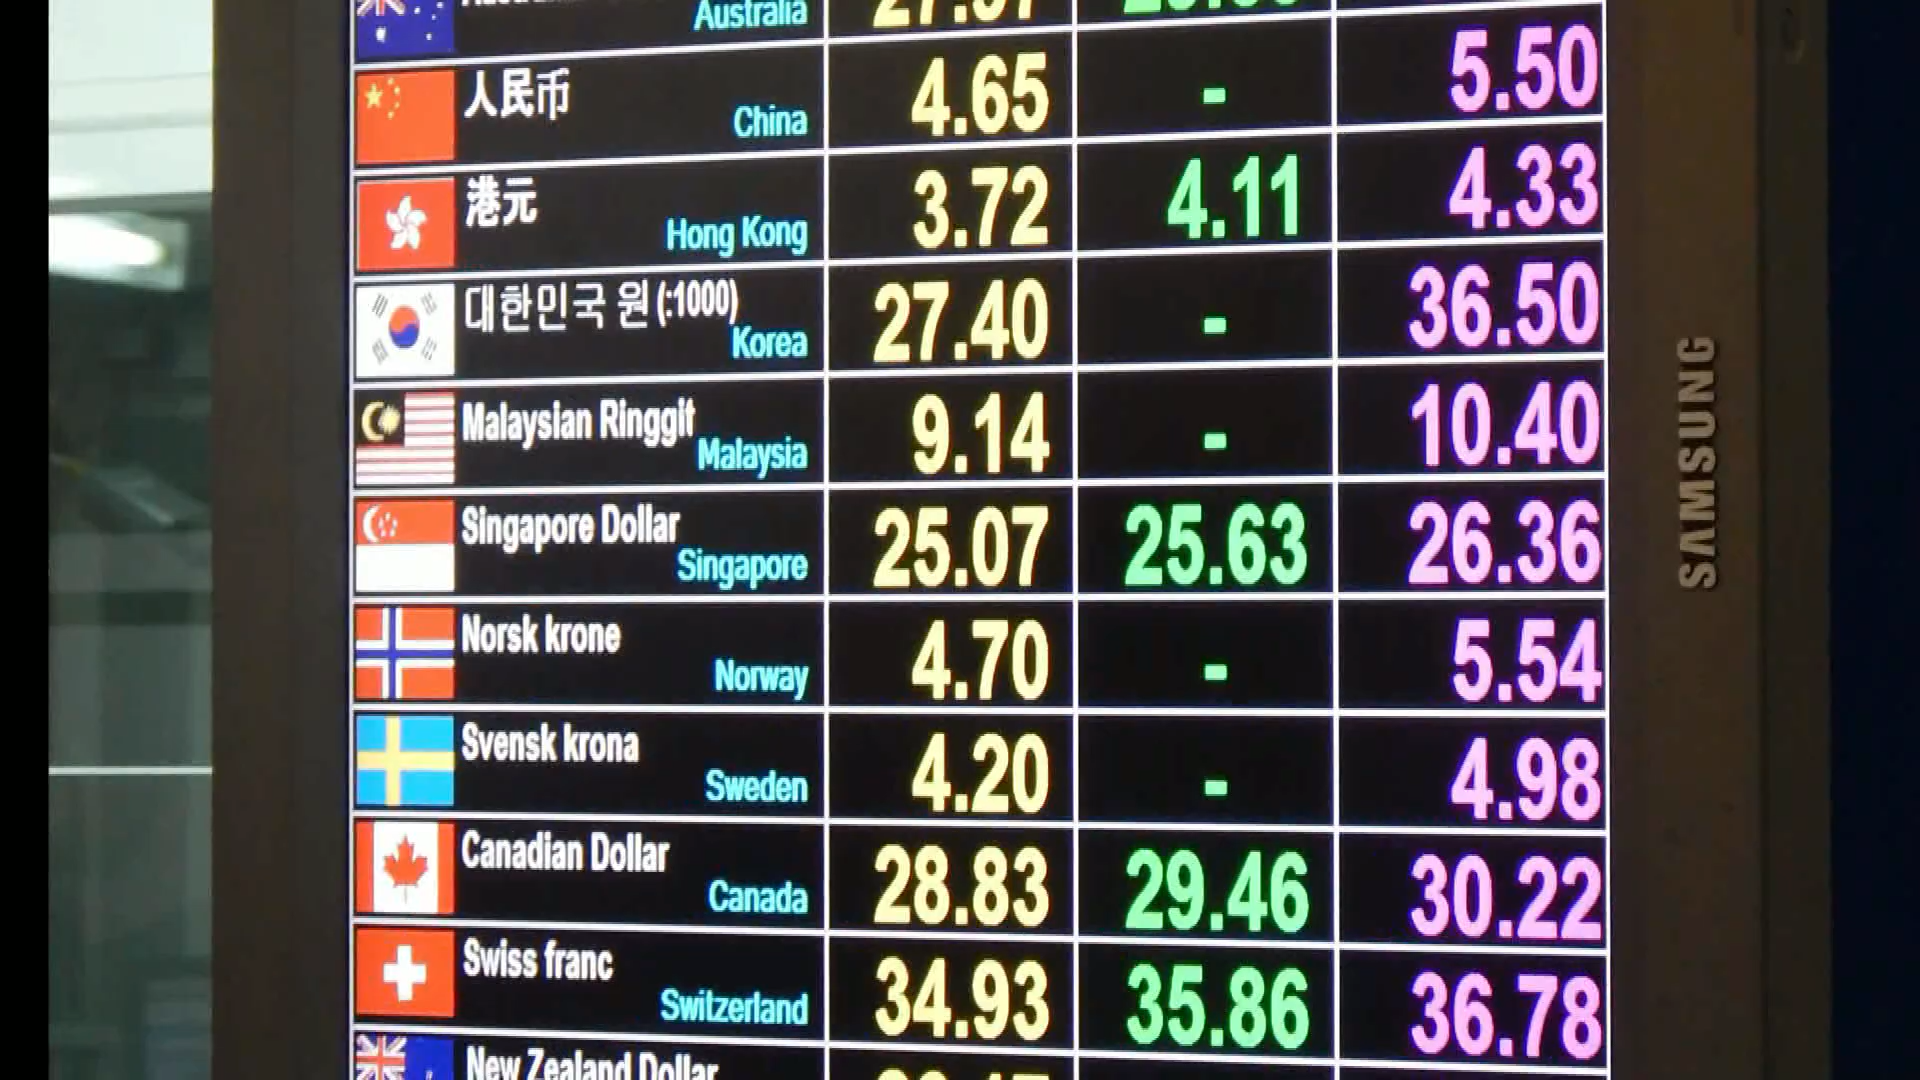 Australia
人民币
China 4.65 - 5.50
港元
Hong Kong 3.72 4.11 4.33
대한민국 원 (:1000)
Korea 27.40 - 36.50
Malaysian Ringgit
Malaysia 9.14 - 10.40
Singapore Dollar
Singapore 25.07 25.63 26.36
Norsk krone
Norway 4.70 - 5.54
Svensk krona
Sweden 4.20 - 4.98
Canadian Dollar
Canada 28.83 29.46 30.22
Swiss franc
Switzerland 34.93 35.86 36.78
New Zealand Dollar
SAMSUNG